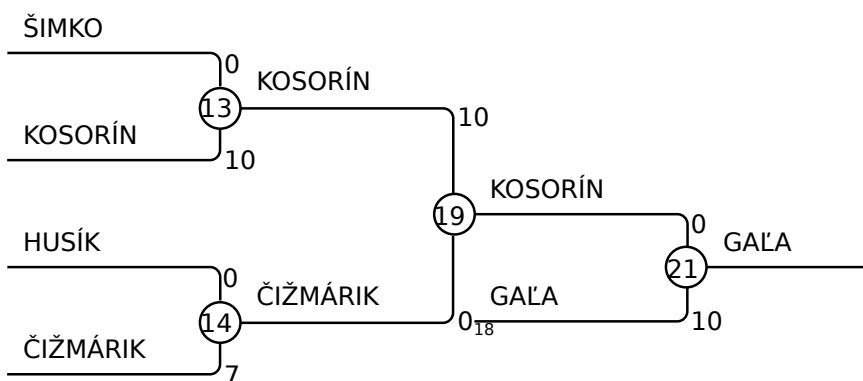 ŠIMKO
0
KOSORÍN
13
KOSORÍN
10
10
KOSORÍN
19
0
GAĽA
HUSÍK
21
0
ČIŽMÁRIK
GAĽA
14
0
18
10
ČIŽMÁRIK
7